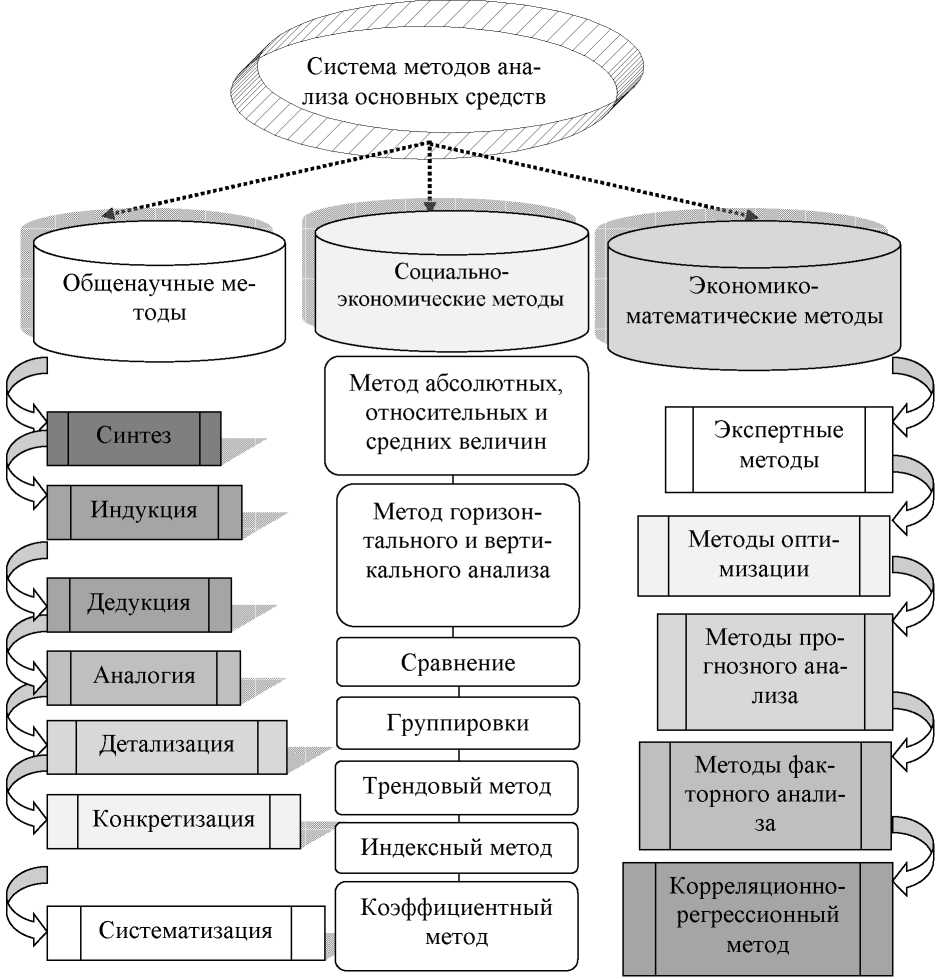 Система методов ана-
лиза основных средств
Общенаучные ме-
тоды
Социально-
экономические методы
Экономико-
математические методы
Синтез
Индукция
Дедукция
Аналогия
Детализация
Конкретизация
Систематизация
Метод абсолютных,
относительных и
средних величин
Метод горизон-
тального и верти-
кального анализа
Сравнение
Группировки
Трендовый метод
Индексный метод
Коэффициентный
метод
Экспертные
методы
Методы опти-
мизации
Методы про-
гнозного ана-
лиза
Методы фак-
торного анали-
за
Корреляционно-
регрессионный
метод